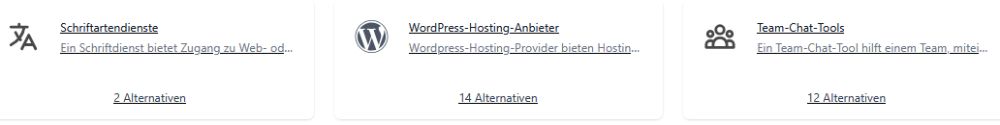 Schriftartendienste
Ein Schriftdienst bietet Zugang zu Web- od...
2 Alternativen
WordPress-Hosting-Anbieter
Wordpress-Hosting-Provider bieten Hostin...
14 Alternativen
Team-Chat-Tools
Ein Team-Chat-Tool hilft einem Team, mitei...
12 Alternativen